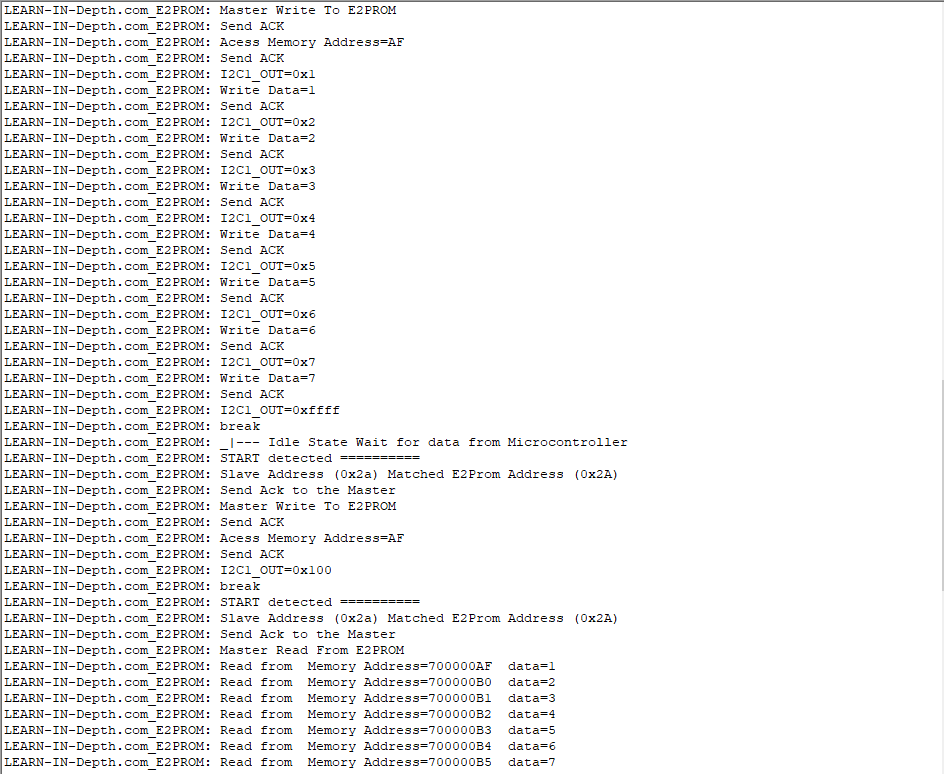 LEARN-IN-Depth.com_E2PROM: Master Write To E2PROM
LEARN-IN-Depth.com_E2PROM: Send ACK
LEARN-IN-Depth.com_E2PROM: Acess Memory Address=AF
LEARN-IN-Depth.com_E2PROM: Send ACK
LEARN-IN-Depth.com_E2PROM: I2C1_OUT=0x1
LEARN-IN-Depth.com_E2PROM: Write Data=1
LEARN-IN-Depth.com_E2PROM: Send ACK
LEARN-IN-Depth.com_E2PROM: I2C1_OUT=0x2
LEARN-IN-Depth.com_E2PROM: Write Data=2
LEARN-IN-Depth.com_E2PROM: Send ACK
LEARN-IN-Depth.com_E2PROM: I2C1_OUT=0x3
LEARN-IN-Depth.com_E2PROM: Write Data=3
LEARN-IN-Depth.com_E2PROM: Send ACK
LEARN-IN-Depth.com_E2PROM: I2C1_OUT=0x4
LEARN-IN-Depth.com_E2PROM: Write Data=4
LEARN-IN-Depth.com_E2PROM: Send ACK
LEARN-IN-Depth.com_E2PROM: I2C1_OUT=0x5
LEARN-IN-Depth.com_E2PROM: Write Data=5
LEARN-IN-Depth.com_E2PROM: Send ACK
LEARN-IN-Depth.com_E2PROM: I2C1_OUT=0x6
LEARN-IN-Depth.com_E2PROM: Write Data=6
LEARN-IN-Depth.com_E2PROM: Send ACK
LEARN-IN-Depth.com_E2PROM: I2C1_OUT=0x7
LEARN-IN-Depth.com_E2PROM: Write Data=7
LEARN-IN-Depth.com_E2PROM: Send ACK
LEARN-IN-Depth.com_E2PROM: I2C1_OUT=0xffff
LEARN-IN-Depth.com_E2PROM: break
LEARN-IN-Depth.com_E2PROM: _|--- Idle State Wait for data from Microcontroller
LEARN-IN-Depth.com_E2PROM: START detected ==========
LEARN-IN-Depth.com_E2PROM: Slave Address (0x2a) Matched E2Prom Address (0x2A)
LEARN-IN-Depth.com_E2PROM: Send Ack to the Master
LEARN-IN-Depth.com_E2PROM: Master Write To E2PROM
LEARN-IN-Depth.com_E2PROM: Send ACK
LEARN-IN-Depth.com_E2PROM: Acess Memory Address=AF
LEARN-IN-Depth.com_E2PROM: Send ACK
LEARN-IN-Depth.com_E2PROM: I2C1_OUT=0x100
LEARN-IN-Depth.com_E2PROM: break
LEARN-IN-Depth.com_E2PROM: START detected ==========
LEARN-IN-Depth.com_E2PROM: Slave Address (0x2a) Matched E2Prom Address (0x2A)
LEARN-IN-Depth.com_E2PROM: Send Ack to the Master
LEARN-IN-Depth.com_E2PROM: Master Read From E2PROM
LEARN-IN-Depth.com_E2PROM: Read from  Memory Address=700000AF  data=1
LEARN-IN-Depth.com_E2PROM: Read from  Memory Address=700000B0  data=2
LEARN-IN-Depth.com_E2PROM: Read from  Memory Address=700000B1  data=3
LEARN-IN-Depth.com_E2PROM: Read from  Memory Address=700000B2  data=4
LEARN-IN-Depth.com_E2PROM: Read from  Memory Address=700000B3  data=5
LEARN-IN-Depth.com_E2PROM: Read from  Memory Address=700000B4  data=6
LEARN-IN-Depth.com_E2PROM: Read from  Memory Address=700000B5  data=7